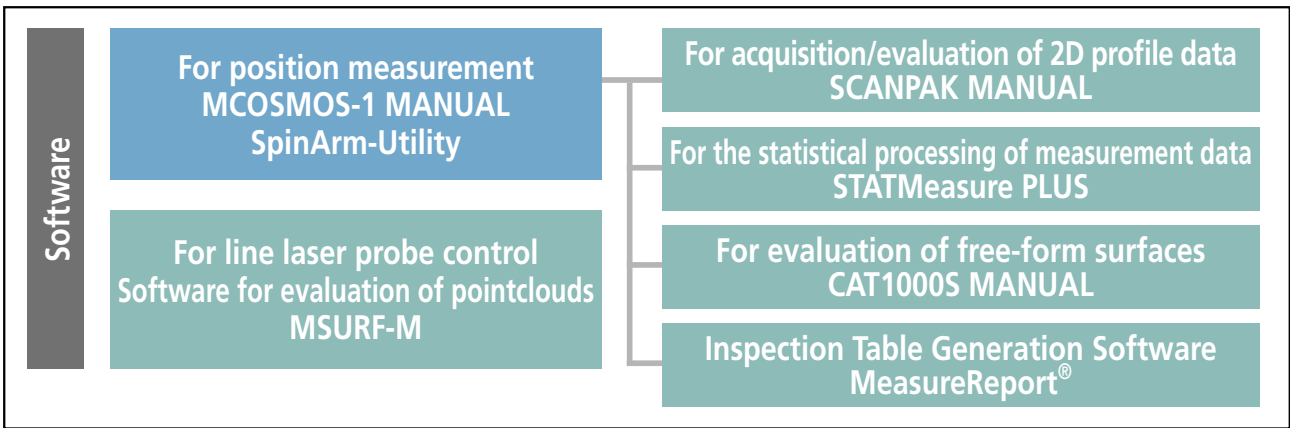 Software
For position measurement
MCOSMOS-1 MANUAL
SpinArm-Utility
For line laser probe control
Software for evaluation of pointclouds
MSURF-M
For acquisition/evaluation of 2D profile data
SCANPAK MANUAL
For the statistical processing of measurement data
STATMeasure PLUS
For evaluation of free-form surfaces
CAT1000S MANUAL
Inspection Table Generation Software
MeasureReport®